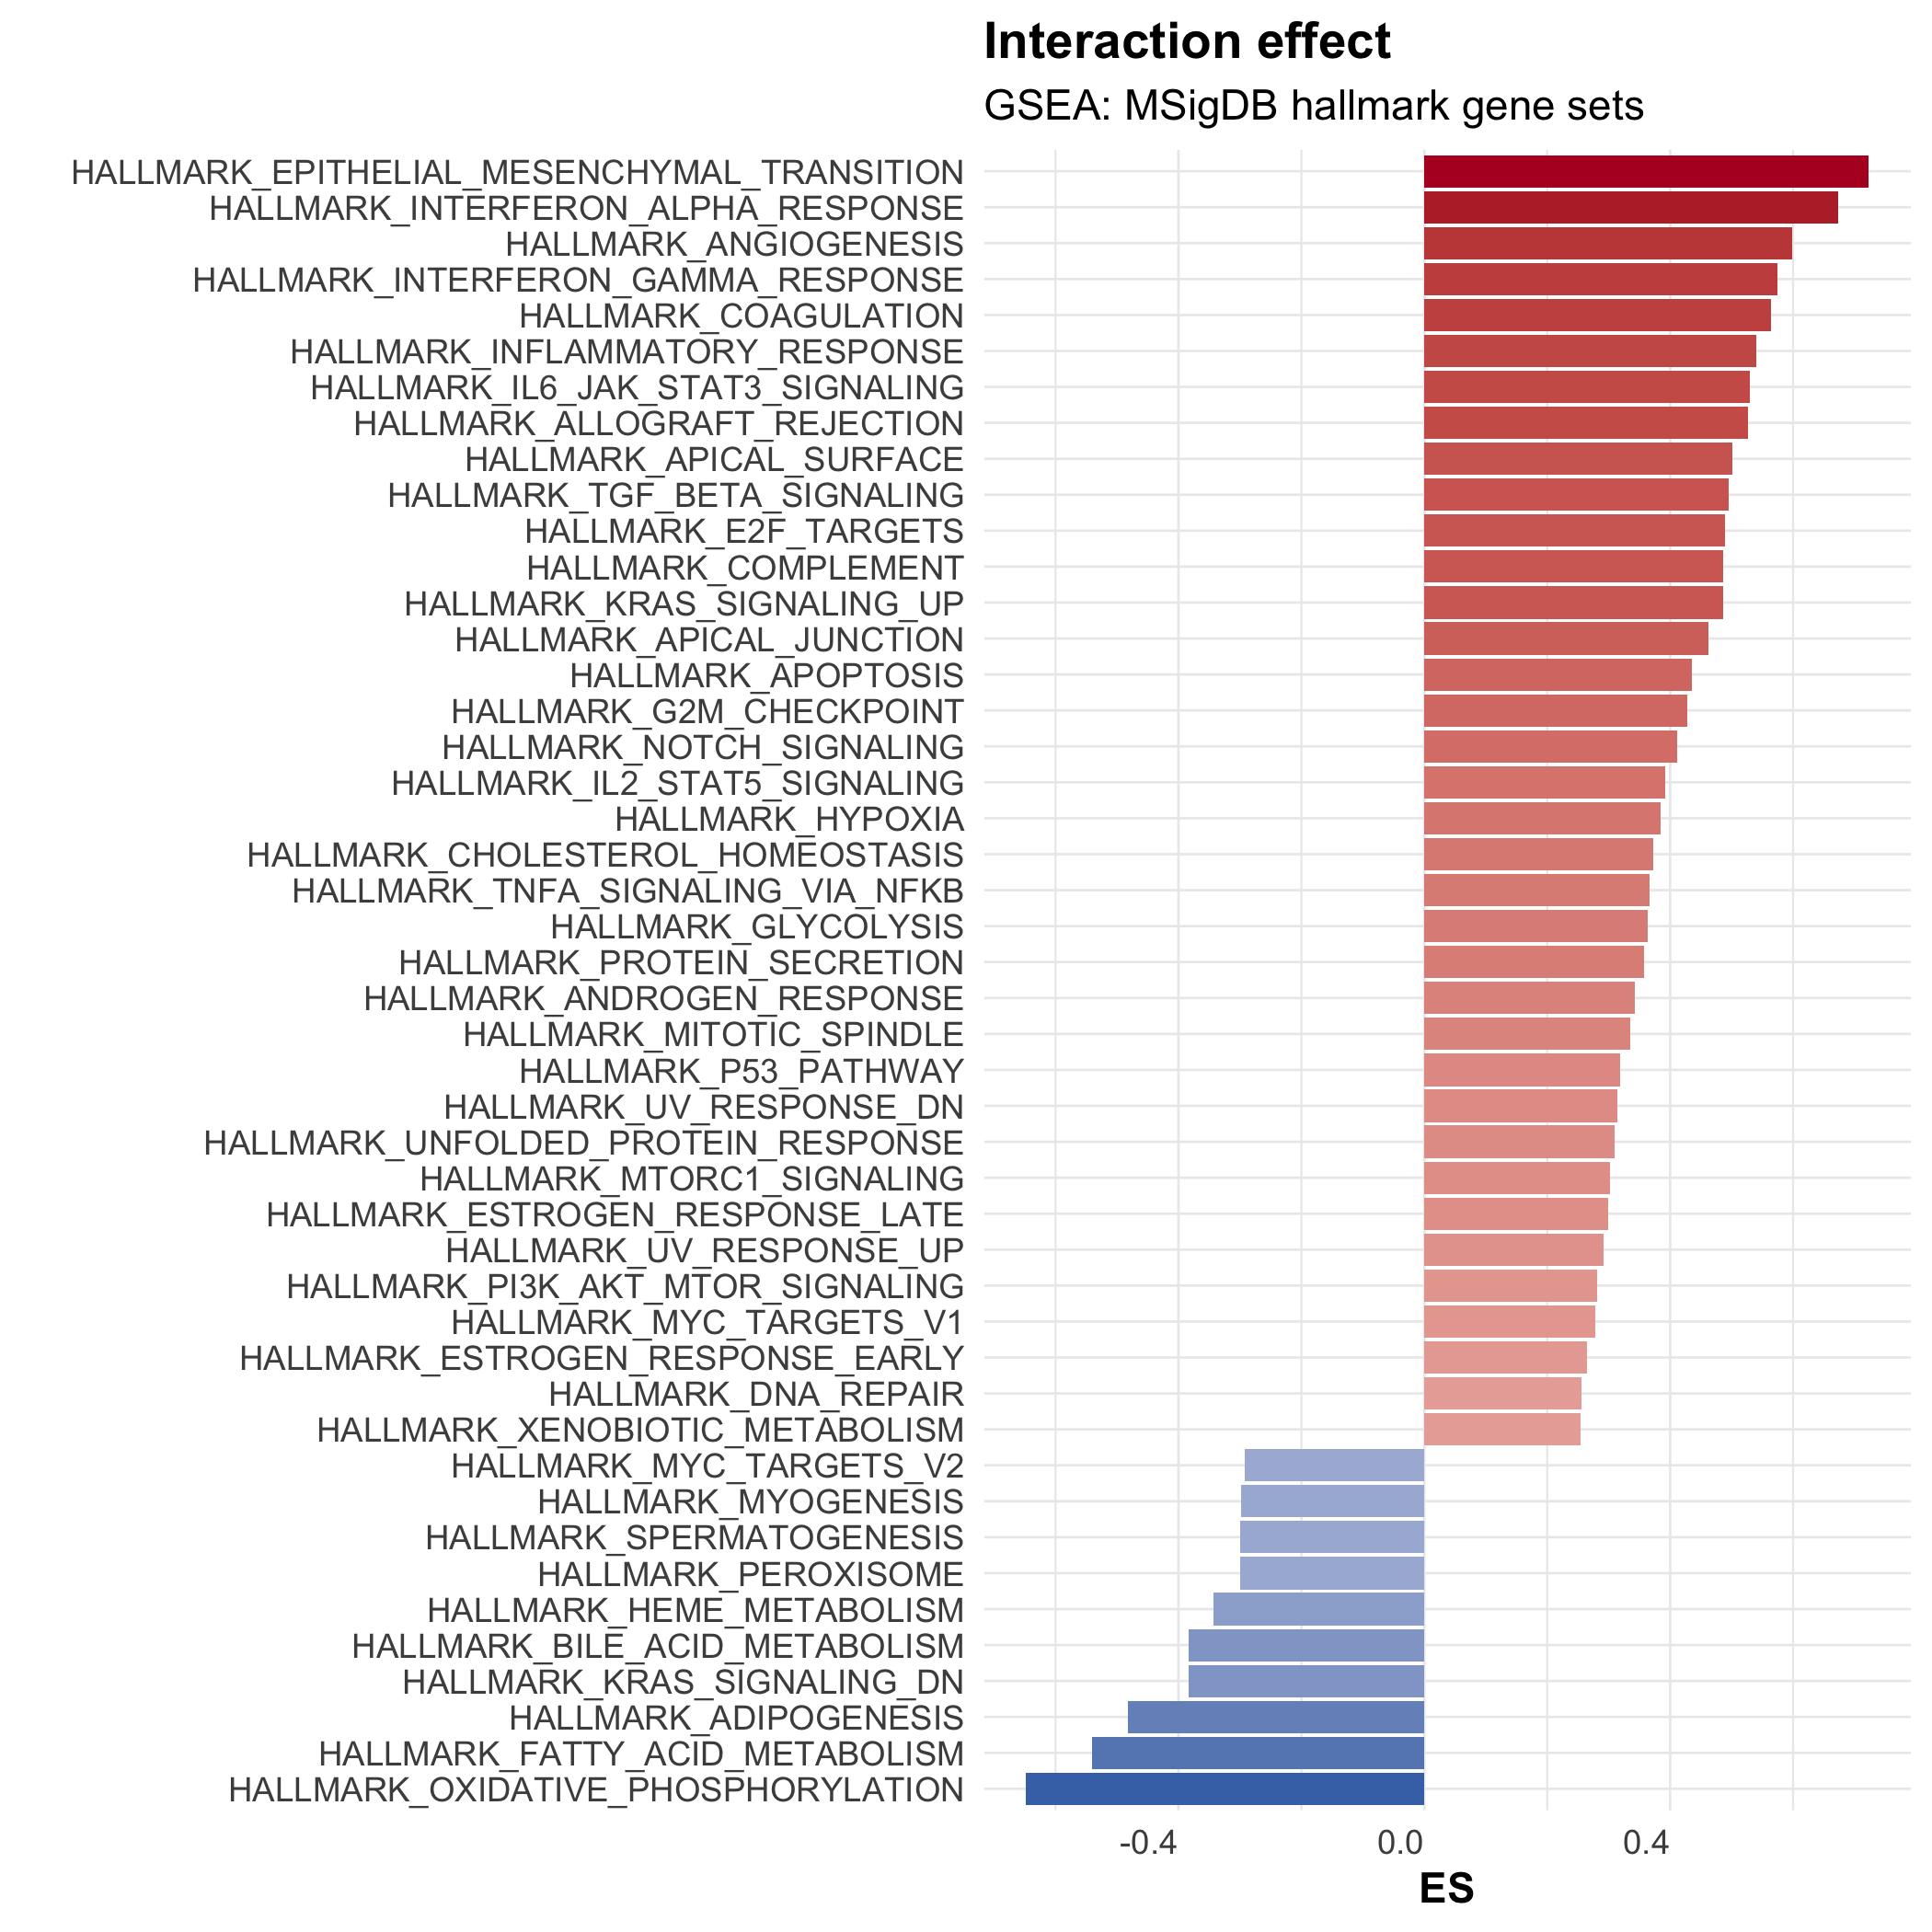 Interaction effect
GSEA: MSigDB hallmark gene sets
HALLMARK_EPITHELIAL_MESENCHYMAL_TRANSITION
HALLMARK_INTERFERON_ALPHA_RESPONSE
HALLMARK_ANGIOGENESIS
HALLMARK_INTERFERON_GAMMA_RESPONSE
HALLMARK_COAGULATION
HALLMARK_INFLAMMATORY_RESPONSE
HALLMARK_IL6_JAK_STAT3_SIGNALING
HALLMARK_ALLOGRAFT_REJECTION
HALLMARK_APICAL_SURFACE
HALLMARK_TGF_BETA_SIGNALING
HALLMARK_E2F_TARGETS
HALLMARK_COMPLEMENT
HALLMARK_KRAS_SIGNALING_UP
HALLMARK_APICAL_JUNCTION
HALLMARK_APOPTOSIS
HALLMARK_G2M_CHECKPOINT
HALLMARK_NOTCH_SIGNALING
HALLMARK_IL2_STAT5_SIGNALING
HALLMARK_HYPOXIA
HALLMARK_CHOLESTEROL_HOMEOSTASIS
HALLMARK_TNFA_SIGNALING_VIA_NFKB
HALLMARK_GLYCOLYSIS
HALLMARK_PROTEIN_SECRETION
HALLMARK_ANDROGEN_RESPONSE
HALLMARK_MITOTIC_SPINDLE
HALLMARK_P53_PATHWAY
HALLMARK_UV_RESPONSE_DN
HALLMARK_UNFOLDED_PROTEIN_RESPONSE
HALLMARK_MTORC1_SIGNALING
HALLMARK_ESTROGEN_RESPONSE_LATE
HALLMARK_UV_RESPONSE_UP
HALLMARK_PI3K_AKT_MTOR_SIGNALING
HALLMARK_MYC_TARGETS_V1
HALLMARK_ESTROGEN_RESPONSE_EARLY
HALLMARK_DNA_REPAIR
HALLMARK_XENOBIOTIC_METABOLISM
HALLMARK_MYC_TARGETS_V2
HALLMARK_MYOGENESIS
HALLMARK_SPERMATOGENESIS
HALLMARK_PEROXISOME
HALLMARK_HEME_METABOLISM
HALLMARK_BILE_ACID_METABOLISM
HALLMARK_KRAS_SIGNALING_DN
HALLMARK_ADIPOGENESIS
HALLMARK_FATTY_ACID_METABOLISM
HALLMARK_OXIDATIVE_PHOSPHORYLATION
-0.4 0.0 0.4
ES